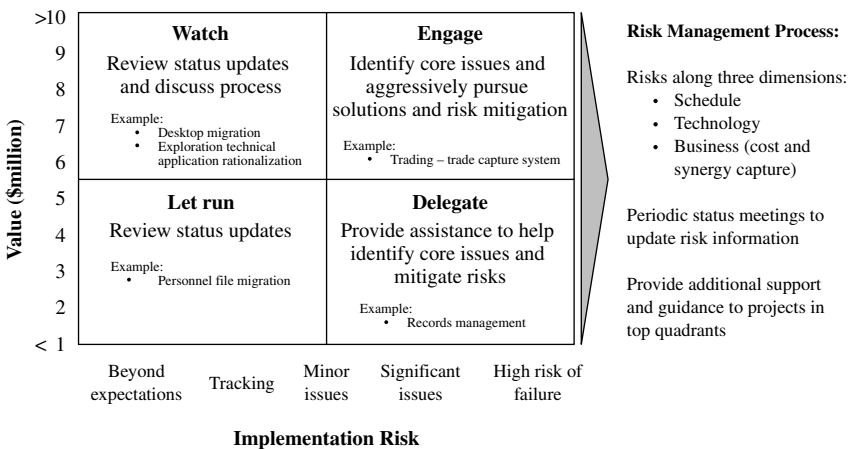 >10
9
8
7
6
5
4
3
2
< 1
Value ($million)
Watch
Review status updates
and discuss process
Example:
• Desktop migration
• Exploration technical
application rationalization
Engage
Identify core issues and
aggressively pursue
solutions and risk mitigation
Example:
• Trading – trade capture system
Let run
Review status updates
Example:
• Personnel file migration
Delegate
Provide assistance to help
identify core issues and
mitigate risks
Example:
• Records management
Beyond
expectations
Tracking
Minor
issues
Significant
issues
High risk of
failure
Implementation Risk
Risk Management Process:
Risks along three dimensions:
• Schedule
• Technology
• Business (cost and
synergy capture)
Periodic status meetings to
update risk information
Provide additional support
and guidance to projects in
top quadrants